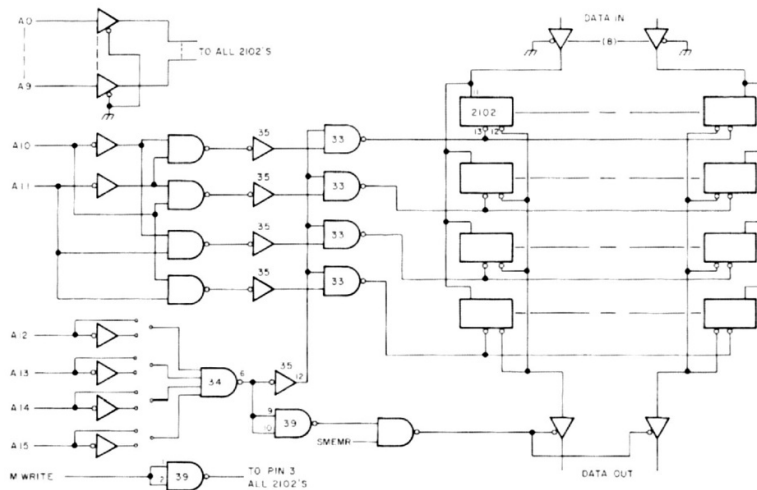 A0
DATA IN
(8)
TO ALL 2102'S
A9
1
2102
13 12
A10
35
33
A11
35
33
35
33
35
33
A12
A13
34
6
35
12
A14
9
10
39
SMEMR
A15
M WRITE
1
2
39
TO PIN 3
ALL 2102'S
DATA OUT